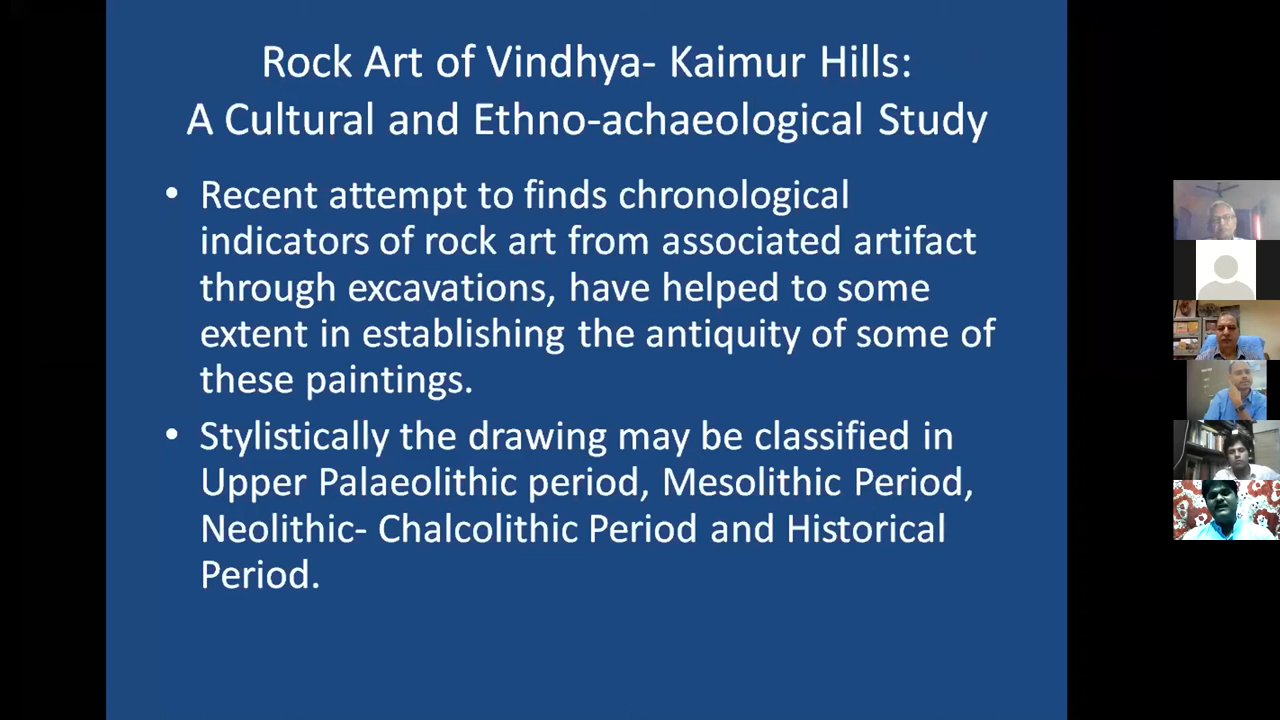 Rock Art of Vindhya- Kaimur Hills:
A Cultural and Ethno-achaeological Study
• Recent attempt to finds chronological
indicators of rock art from associated artifact
through excavations, have helped to some
extent in establishing the antiquity of some of
these paintings.
• Stylistically the drawing may be classified in
Upper Palaeolithic period, Mesolithic Period,
Neolithic- Chalcolithic Period and Historical
Period.